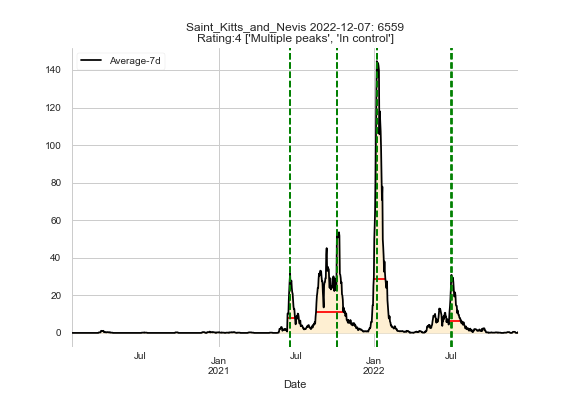 Saint_Kitts_and_Nevis 2022-12-07: 6559
Rating:4 ['Multiple peaks', 'In control']
Average-7d
140
120
100
80
60
40
20
0
Jul
Jan
2021
Jul
Jan
2022
Jul
Date